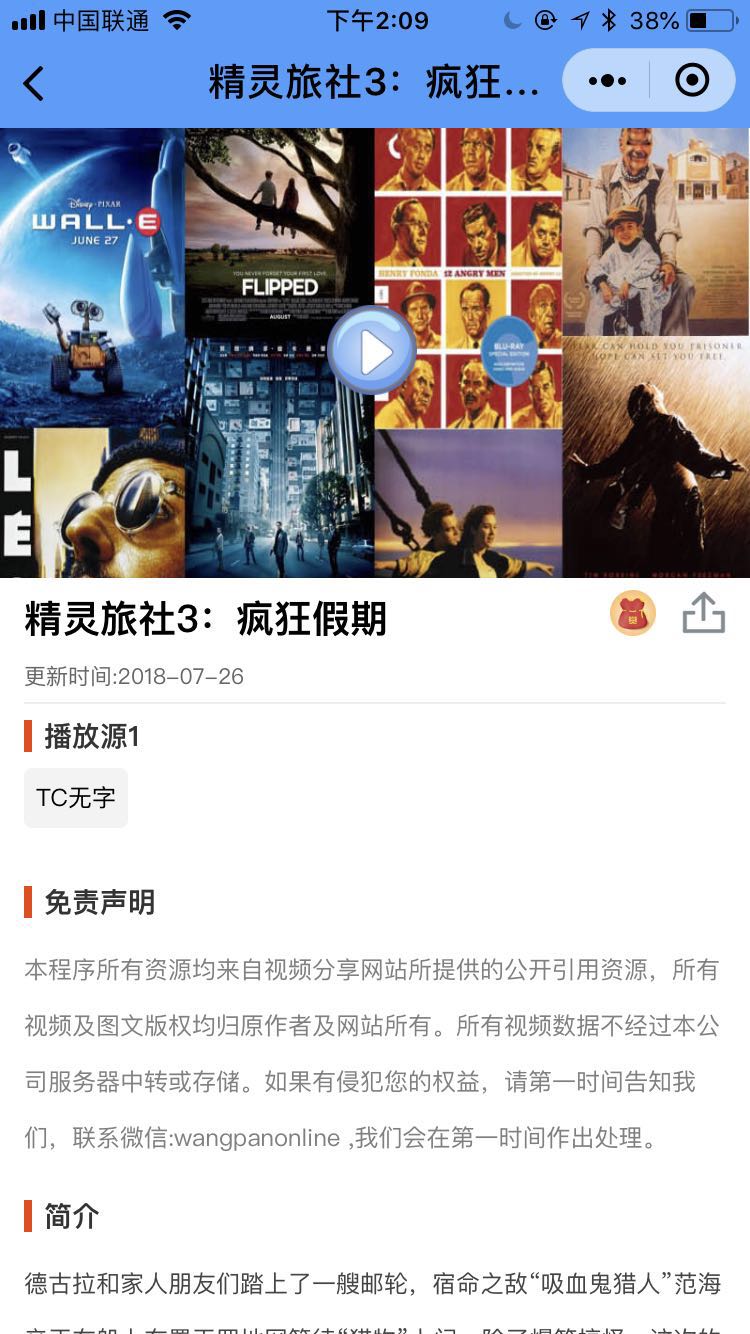 中国联通
下午2:09
38%
精灵旅社3：疯狂...
DISNEY·PIXAR
WALL·E
JUNE 27
YOU NEVER FORGET YOUR FIRST LOVE.
FLIPPED
AUGUST
HENRY FONDA 12 ANGRY MEN
BLU-RAY
SPECIAL EDITION
FEAR CAN HOLD YOU PRISONER.
HOPE CAN SET YOU FREE.
L
É
TIM ROBBINS MORGAN FREEMAN
精灵旅社3：疯狂假期
更新时间:2018-07-26
播放源1
TC无字
免责声明
本程序所有资源均来自视频分享网站所提供的公开引用资源，所有
视频及图文版权均归原作者及网站所有。所有视频数据不经过本公
司服务器中转或存储。如果有侵犯您的权益，请第一时间告知我
们，联系微信:wangpanonline ,我们会在第一时间作出处理。
简介
德古拉和家人朋友们踏上了一艘邮轮，宿命之敌“吸血鬼猎人”范海